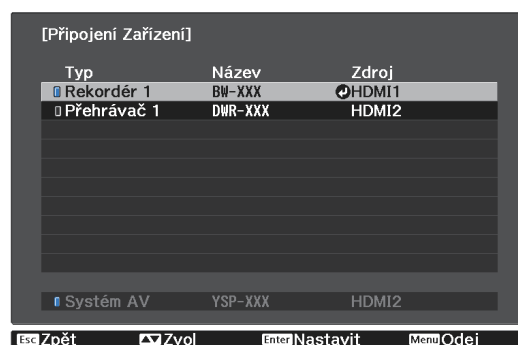 [Připojení Zařízení]
Typ Název Zdroj
Rekordér 1 BW-XXX HDMI1
Přehrávač 1 DWR-XXX HDMI2
Systém AV YSP-XXX HDMI2
Esc Zpět Zvol Enter Nastavit Menu Odej